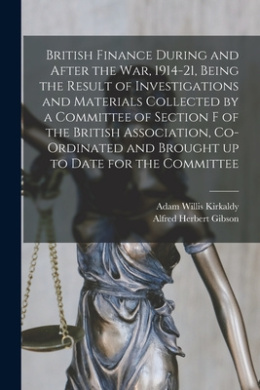 British Finance During and
After the War, 1914-21, Being
the Result of Investigations
and Materials Collected by a
Committee of Section F of the
British Association, Co-
Ordinated and Brought up to
Date for the Committee
Adam Willis Kirkaldy
Alfred Herbert Gibson